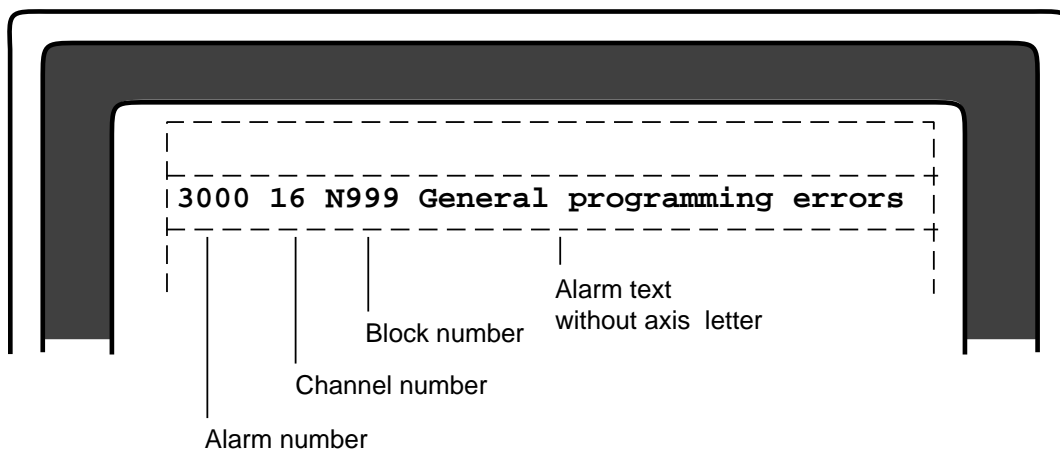 3000 16 N999 General programming errors
Alarm text
without axis letter
Block number
Channel number
Alarm number